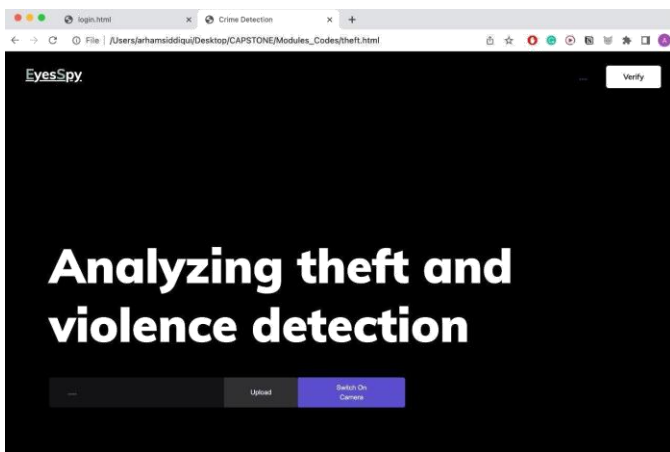 login.html
Crime Detection
File
/Users/arhamsiddiqui/Desktop/CAPSTONE/Modules_Codes/theft.html
EyesSpy
Verify
Analyzing theft and
violence detection
Upload
Switch On
Camera